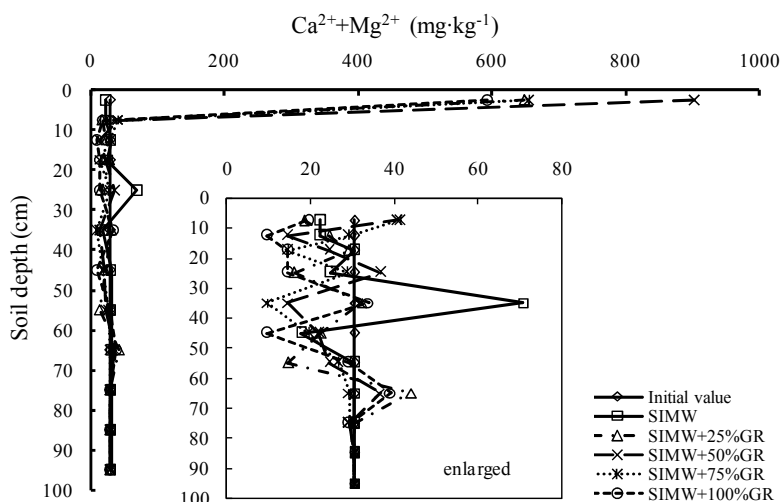 Ca²⁺+Mg²⁺ (mg·kg⁻¹)
0 200 400 600 800 1000
0
10
20
30
40
50
60
70
80
90
100
Soil depth (cm)
0 20 40 60 80
0
10
20
30
40
50
60
70
80
90
100
enlarged
Initial value
SIMW
SIMW+25%GR
SIMW+50%GR
SIMW+75%GR
SIMW+100%GR